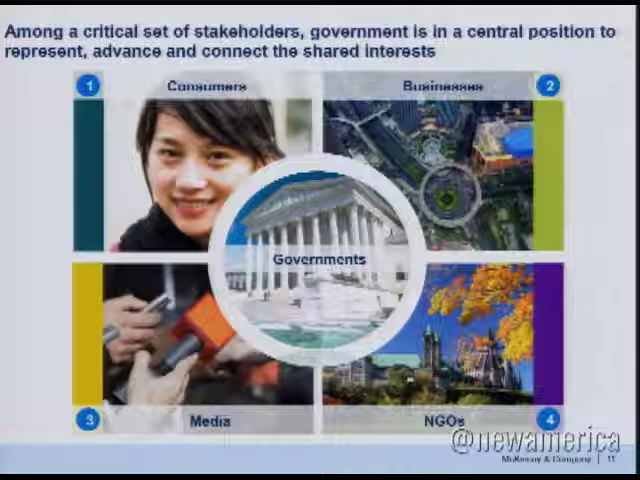 Among a critical set of stakeholders, government is in a central position to
represent, advance and connect the shared interests
1 Consumers
Businesses 2
Governments
3 Media
NGOs 4
@newamerica
McKinsey & Company | 11